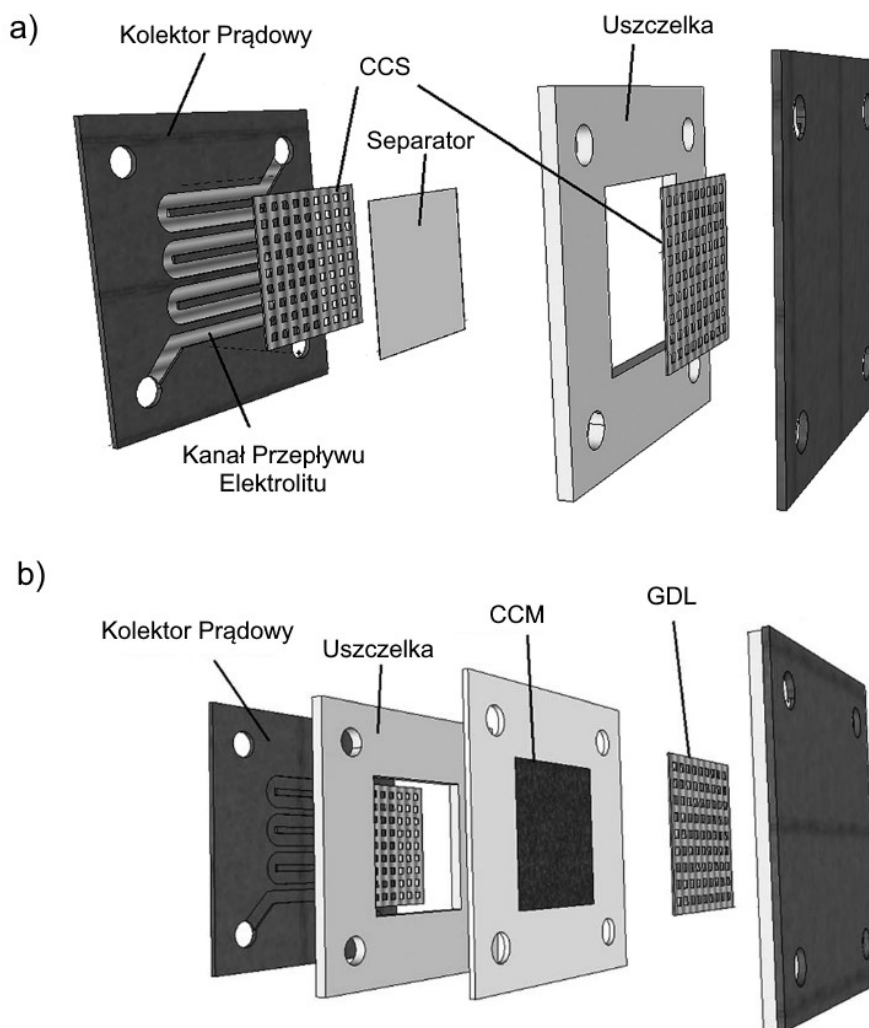 a)
Kolektor Prądowy
CCS
Separator
Uszczelka
Kanał Przepływu
Elektrolitu
b)
Kolektor Prądowy
Uszczelka
CCM
GDL